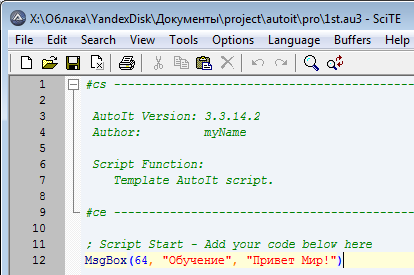 X:\Облака\YandexDisk\Документы\project\autoit\pro\1st.au3 - SciTE
File Edit Search View Tools Options Language Buffers Help
1 #cs ----------------------------------------
2
3 AutoIt Version: 3.3.14.2
4 Author: myName
5
6 Script Function:
7 Template AutoIt script.
8
9 #ce ----------------------------------------
10
11 ; Script Start - Add your code below here
12 MsgBox(64, "Обучение", "Привет Мир!")